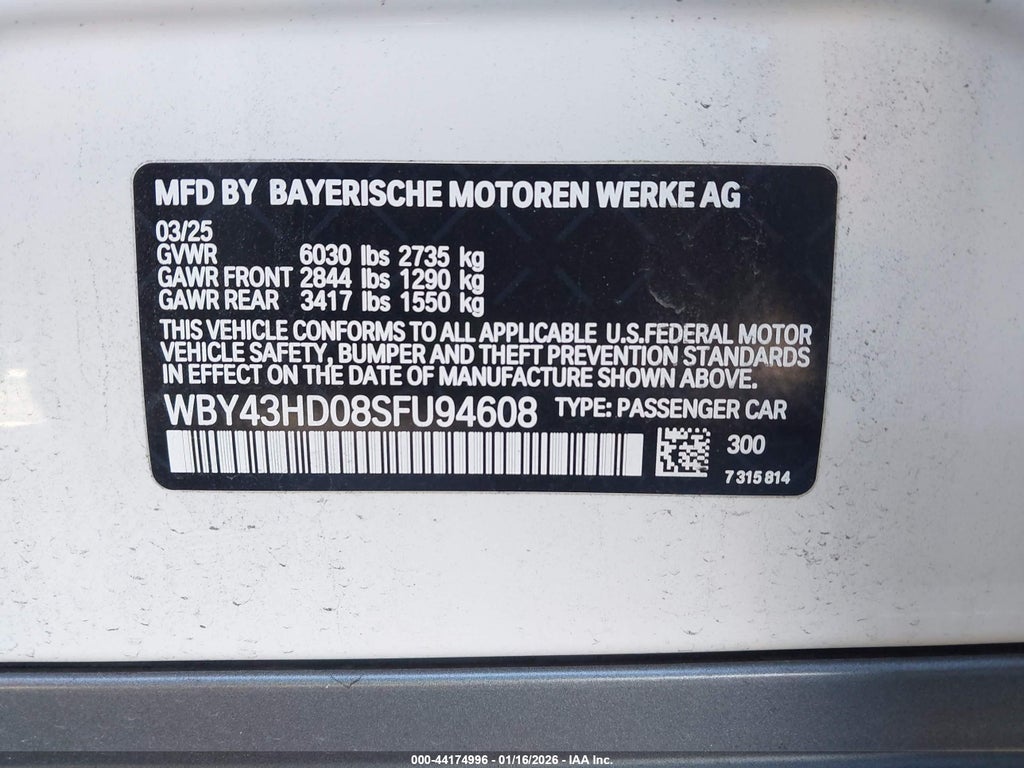 MFD BY BAYERISCHE MOTOREN WERKE AG
03/25
GVWR 6030 lbs 2735 kg
GAWR FRONT 2844 lbs 1290 kg
GAWR REAR 3417 lbs 1550 kg
THIS VEHICLE CONFORMS TO ALL APPLICABLE U.S.FEDERAL MOTOR
VEHICLE SAFETY, BUMPER AND THEFT PREVENTION STANDARDS
IN EFFECT ON THE DATE OF MANUFACTURE SHOWN ABOVE.
WBY43HD08SFU94608 TYPE: PASSENGER CAR
300
7 315 814
000-44174996 - 01/16/2026 - IAA Inc.